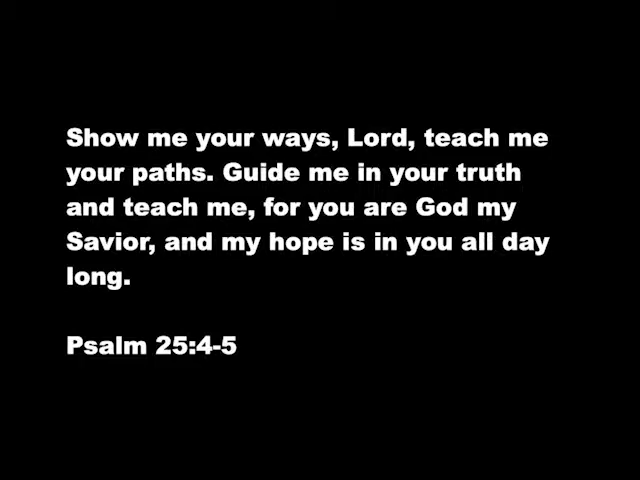 Show me your ways, Lord, teach me
your paths. Guide me in your truth
and teach me, for you are God my
Savior, and my hope is in you all day
long.
Psalm 25:4-5